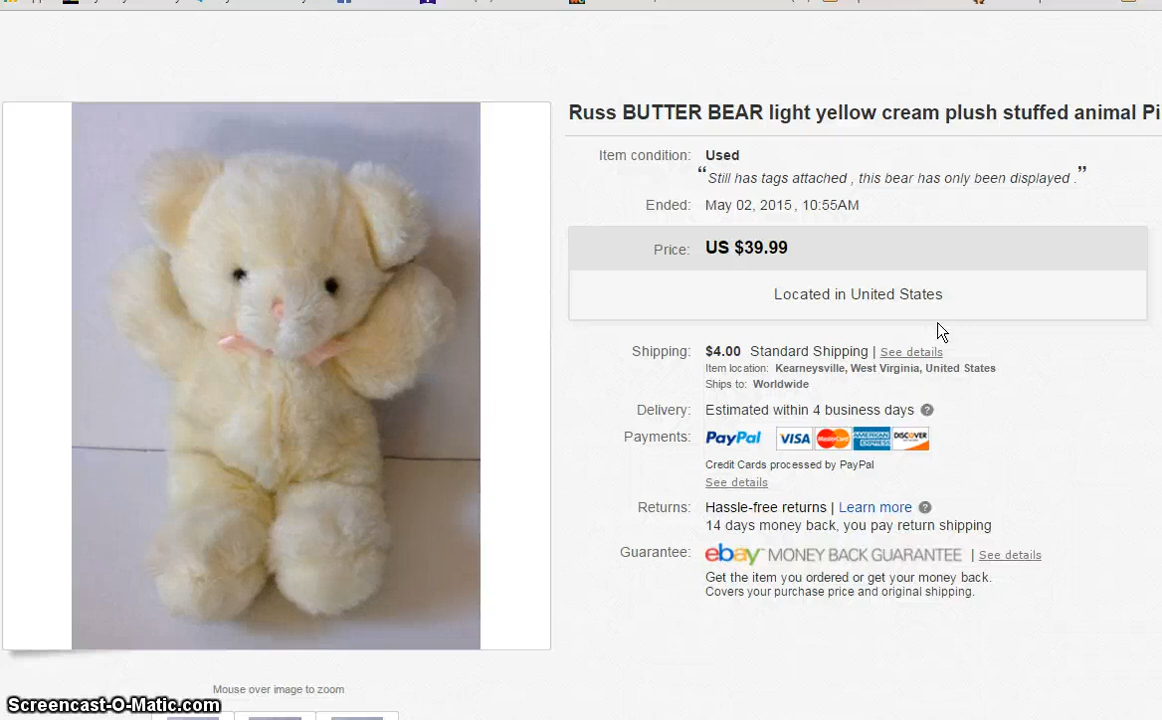 Russ BUTTER BEAR light yellow cream plush stuffed animal Pi
Item condition: Used
“Still has tags attached , this bear has only been displayed .”
Ended: May 02, 2015 , 10:55AM
Price: US $39.99
Located in United States
Shipping: $4.00 Standard Shipping | See details
Item location: Kearneysville, West Virginia, United States
Ships to: Worldwide
Delivery: Estimated within 4 business days ?
Payments: PayPal VISA MasterCard AMERICAN EXPRESS DISCOVER
Credit Cards processed by PayPal
See details
Returns: Hassle-free returns | Learn more ?
14 days money back, you pay return shipping
Guarantee: ebay MONEY BACK GUARANTEE | See details
Get the item you ordered or get your money back.
Covers your purchase price and original shipping.
Mouse over image to zoom
Screencast-O-Matic.com